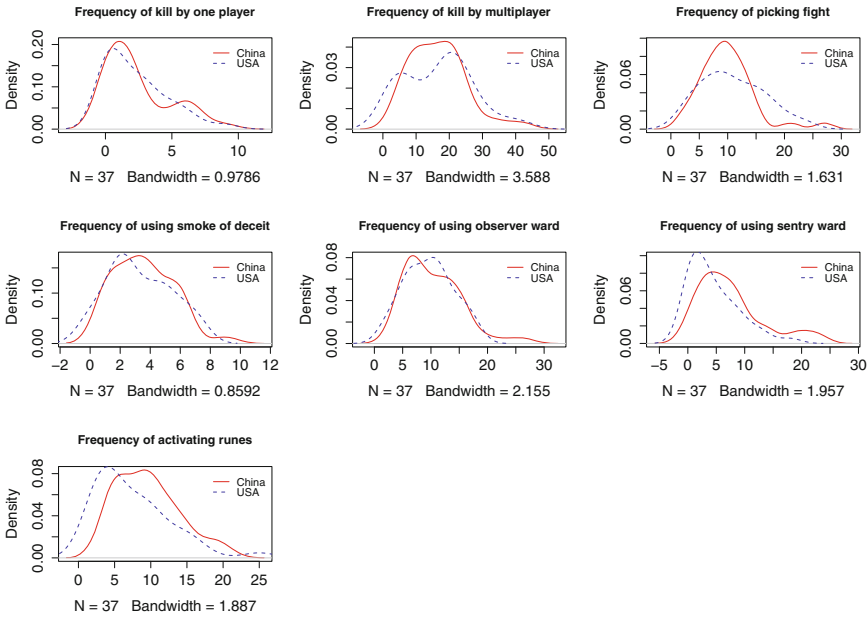 Frequency of kill by one player
Density
0.00 0.10 0.20
China
USA
0 5 10
N = 37 Bandwidth = 0.9786
Frequency of kill by multiplayer
Density
0.00 0.03
China
USA
0 10 20 30 40 50
N = 37 Bandwidth = 3.588
Frequency of picking fight
Density
0.00 0.06
China
USA
0 10 20 30
N = 37 Bandwidth = 1.631
Frequency of using smoke of deceit
Density
0.00 0.10
China
USA
−2 0 2 4 6 8 10 12
N = 37 Bandwidth = 0.8592
Frequency of using observer ward
Density
0.00 0.04 0.08
China
USA
0 10 20 30
N = 37 Bandwidth = 2.155
Frequency of using sentry ward
Density
0.00 0.06
China
USA
−5 0 5 10 20 30
N = 37 Bandwidth = 1.957
Frequency of activating runes
Density
0.00 0.04 0.08
China
USA
0 5 10 15 20 25
N = 37 Bandwidth = 1.887